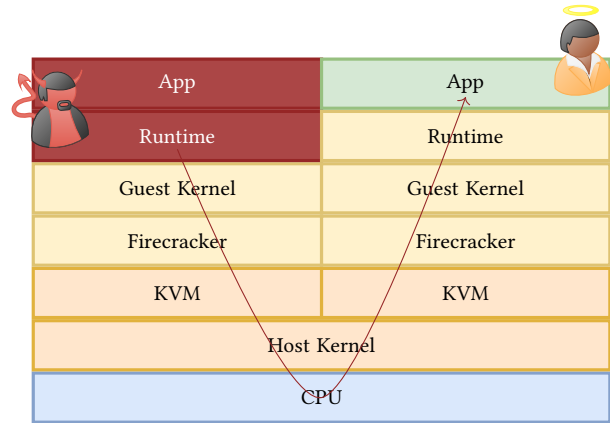 App App
Runtime Runtime
Guest Kernel Guest Kernel
Firecracker Firecracker
KVM KVM
Host Kernel
CPU